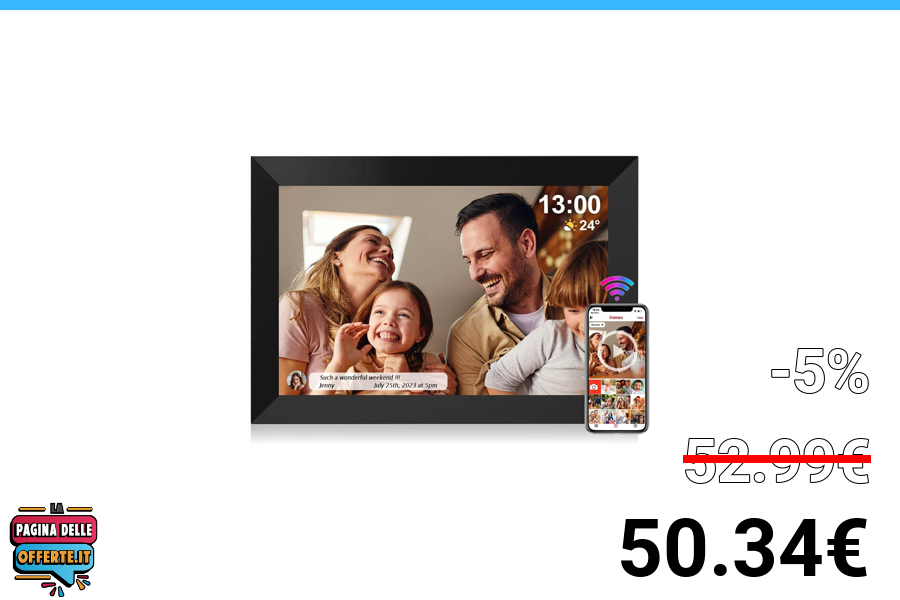 13:00
24°
Such a wonderful weekend !!!
Jenny July 25th, 2023 at 5pm
-5%
52.99€
50.34€
LA
PAGINA DELLE
OFFERTE.IT